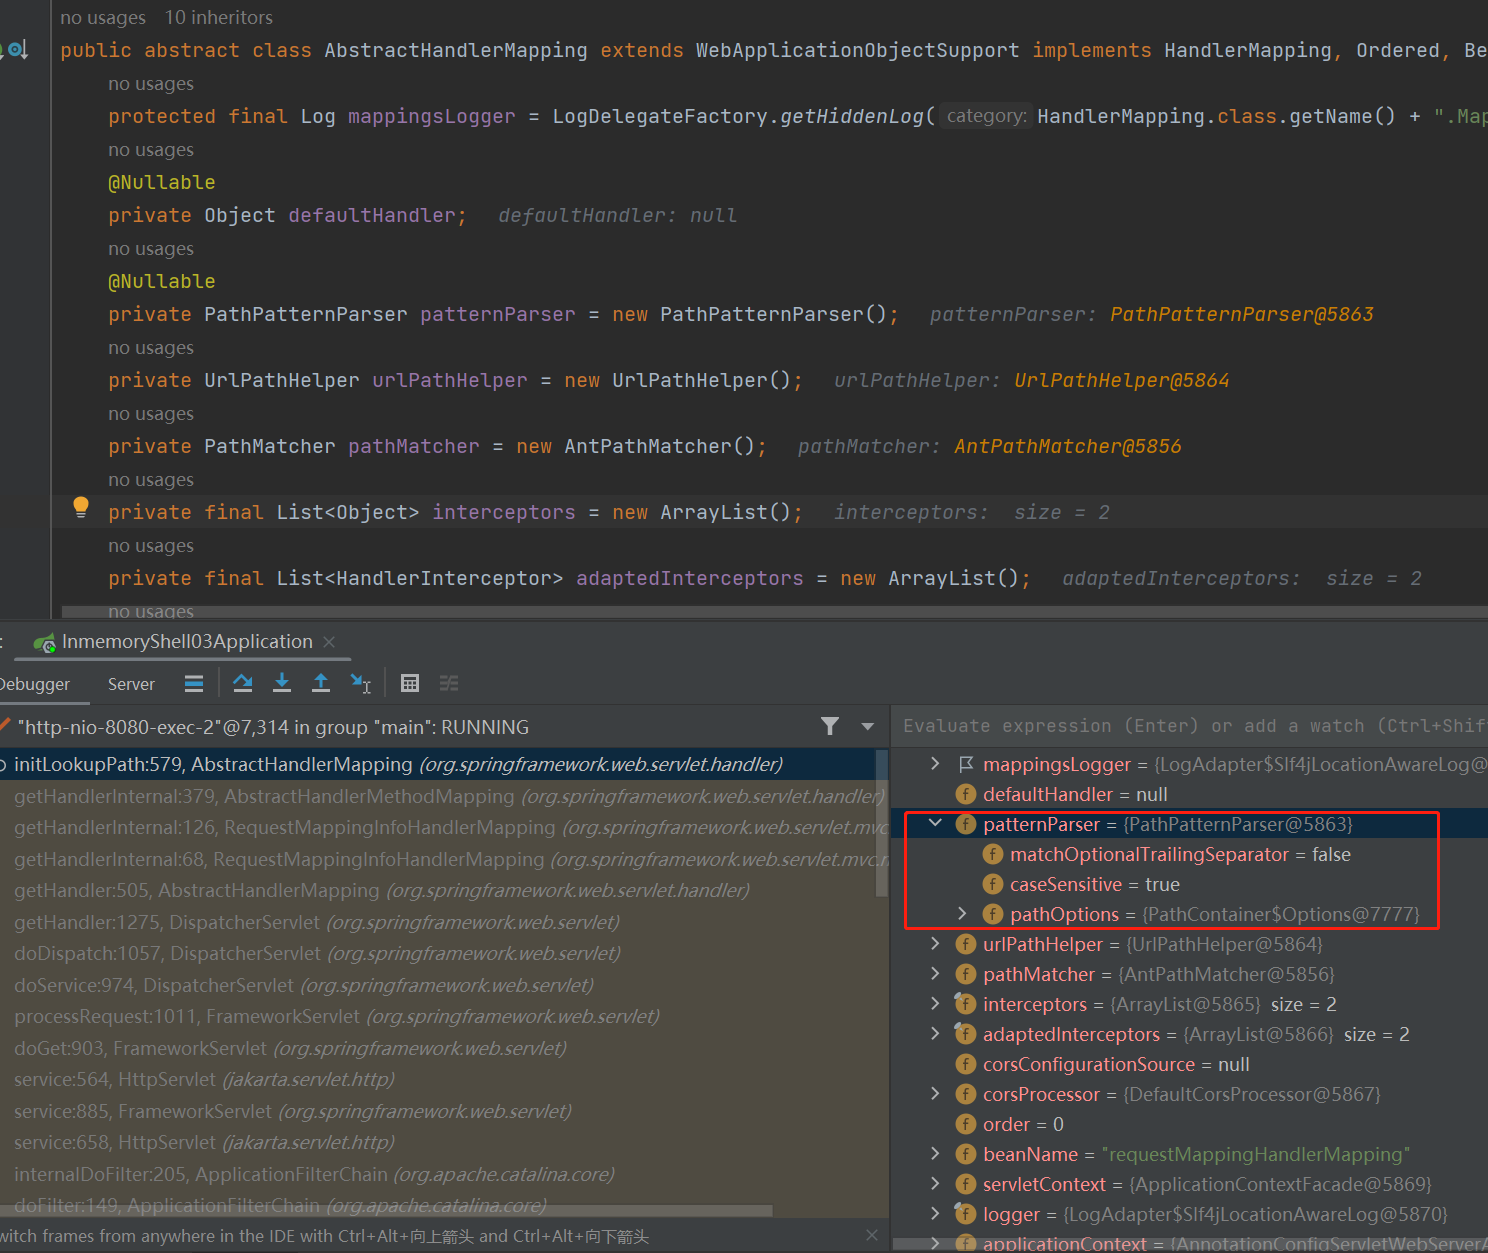 no usages   10 inheritors
public abstract class AbstractHandlerMapping extends WebApplicationObjectSupport implements HandlerMapping, Ordered, Be
no usages
protected final Log mappingsLogger = LogDelegateFactory.getHiddenLog( category: HandlerMapping.class.getName() + ".Map
no usages
@Nullable
private Object defaultHandler;   defaultHandler: null
no usages
@Nullable
private PathPatternParser patternParser = new PathPatternParser();   patternParser: PathPatternParser@5863
no usages
private UrlPathHelper urlPathHelper = new UrlPathHelper();   urlPathHelper: UrlPathHelper@5864
no usages
private PathMatcher pathMatcher = new AntPathMatcher();   pathMatcher: AntPathMatcher@5856
no usages
private final List<Object> interceptors = new ArrayList();   interceptors:  size = 2
no usages
private final List<HandlerInterceptor> adaptedInterceptors = new ArrayList();   adaptedInterceptors:  size = 2
no usages
: InmemoryShell03Application
Debugger   Server
"http-nio-8080-exec-2"@7,314 in group "main": RUNNING
initLookupPath:579, AbstractHandlerMapping (org.springframework.web.servlet.handler)
getHandlerInternal:379, AbstractHandlerMethodMapping (org.springframework.web.servlet.handler)
getHandlerInternal:126, RequestMappingInfoHandlerMapping (org.springframework.web.servlet.mvc
getHandlerInternal:68, RequestMappingInfoHandlerMapping (org.springframework.web.servlet.mvc.n
getHandler:505, AbstractHandlerMapping (org.springframework.web.servlet.handler)
getHandler:1275, DispatcherServlet (org.springframework.web.servlet)
doDispatch:1057, DispatcherServlet (org.springframework.web.servlet)
doService:974, DispatcherServlet (org.springframework.web.servlet)
processRequest:1011, FrameworkServlet (org.springframework.web.servlet)
doGet:903, FrameworkServlet (org.springframework.web.servlet)
service:564, HttpServlet (jakarta.servlet.http)
service:885, FrameworkServlet (org.springframework.web.servlet)
service:658, HttpServlet (jakarta.servlet.http)
internalDoFilter:205, ApplicationFilterChain (org.apache.catalina.core)
doFilter:149, ApplicationFilterChain (org.apache.catalina.core)
witch frames from anywhere in the IDE with Ctrl+Alt+向上箭头 and Ctrl+Alt+向下箭头
Evaluate expression (Enter) or add a watch (Ctrl+Shif
mappingsLogger = {LogAdapter$Slf4jLocationAwareLog@
defaultHandler = null
patternParser = {PathPatternParser@5863}
matchOptionalTrailingSeparator = false
caseSensitive = true
pathOptions = {PathContainer$Options@7777}
urlPathHelper = {UrlPathHelper@5864}
pathMatcher = {AntPathMatcher@5856}
interceptors = {ArrayList@5865}  size = 2
adaptedInterceptors = {ArrayList@5866}  size = 2
corsConfigurationSource = null
corsProcessor = {DefaultCorsProcessor@5867}
order = 0
beanName = "requestMappingHandlerMapping"
servletContext = {ApplicationContextFacade@5869}
logger = {LogAdapter$Slf4jLocationAwareLog@5870}
applicationContext = {AnnotationConfigServletWebServerA